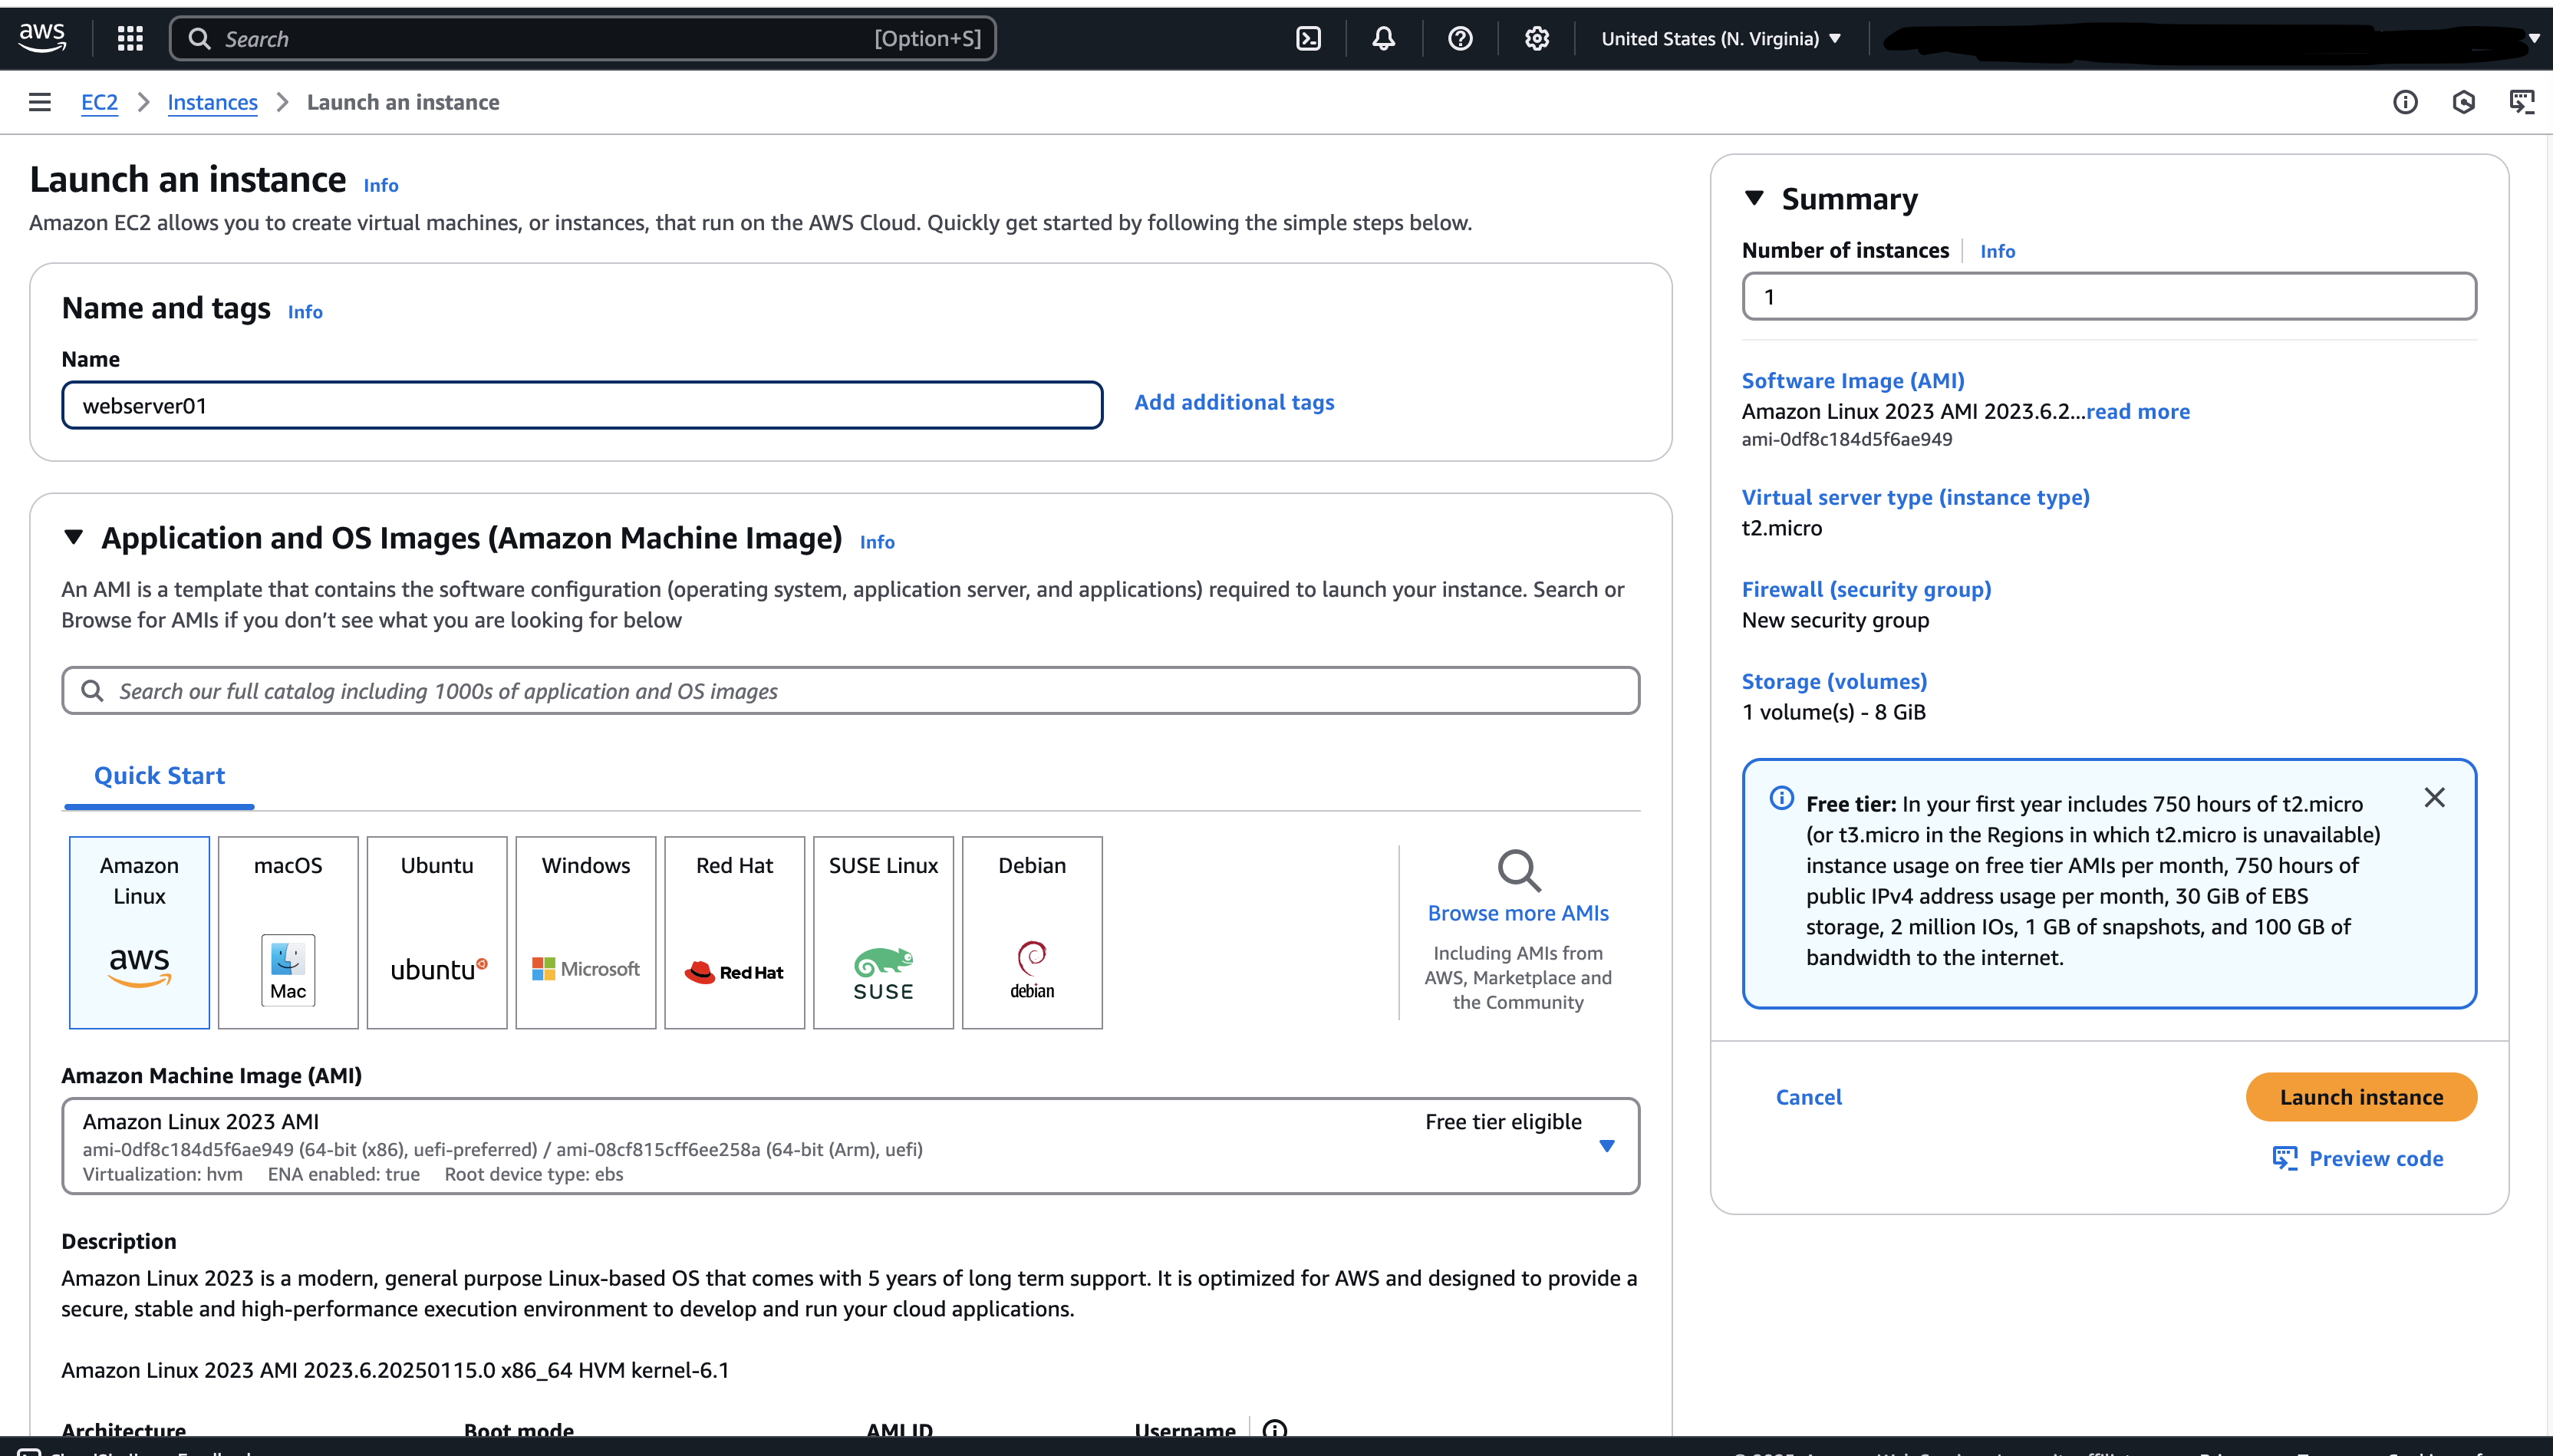 aws
Search [Option+S]
United States (N. Virginia)
EC2 > Instances > Launch an instance
Launch an instance Info
Amazon EC2 allows you to create virtual machines, or instances, that run on the AWS Cloud. Quickly get started by following the simple steps below.
Name and tags Info
Name
webserver01
Add additional tags
Application and OS Images (Amazon Machine Image) Info
An AMI is a template that contains the software configuration (operating system, application server, and applications) required to launch your instance. Search or
Browse for AMIs if you don’t see what you are looking for below
Search our full catalog including 1000s of application and OS images
Quick Start
Amazon
Linux
aws
macOS
Mac
Ubuntu
ubuntu
Windows
Microsoft
Red Hat
Red Hat
SUSE Linux
SUSE
Debian
debian
Browse more AMIs
Including AMIs from
AWS, Marketplace and
the Community
Amazon Machine Image (AMI)
Amazon Linux 2023 AMI
Free tier eligible
ami-0df8c184d5f6ae949 (64-bit (x86), uefi-preferred) / ami-08cf815cff6ee258a (64-bit (Arm), uefi)
Virtualization: hvm ENA enabled: true Root device type: ebs
Description
Amazon Linux 2023 is a modern, general purpose Linux-based OS that comes with 5 years of long term support. It is optimized for AWS and designed to provide a
secure, stable and high-performance execution environment to develop and run your cloud applications.
Amazon Linux 2023 AMI 2023.6.20250115.0 x86_64 HVM kernel-6.1
Architecture Boot mode AMI ID Username
Summary
Number of instances Info
1
Software Image (AMI)
Amazon Linux 2023 AMI 2023.6.2...read more
ami-0df8c184d5f6ae949
Virtual server type (instance type)
t2.micro
Firewall (security group)
New security group
Storage (volumes)
1 volume(s) - 8 GiB
Free tier: In your first year includes 750 hours of t2.micro
(or t3.micro in the Regions in which t2.micro is unavailable)
instance usage on free tier AMIs per month, 750 hours of
public IPv4 address usage per month, 30 GiB of EBS
storage, 2 million IOs, 1 GB of snapshots, and 100 GB of
bandwidth to the internet.
Cancel
Launch instance
Preview code